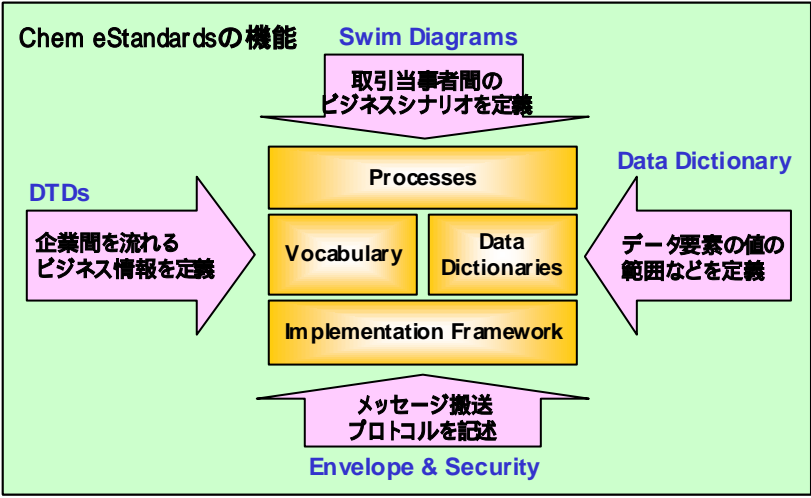 Chem eStandardsの機能
Swim Diagrams
取引当事者間の
ビジネスシナリオを定義
DTDs
企業間を流れる
ビジネス情報を定義
Processes
Vocabulary
Data
Dictionaries
Implementation Framework
Data Dictionary
データ要素の値の
範囲などを定義
メッセージ搬送
プロトコルを記述
Envelope & Security